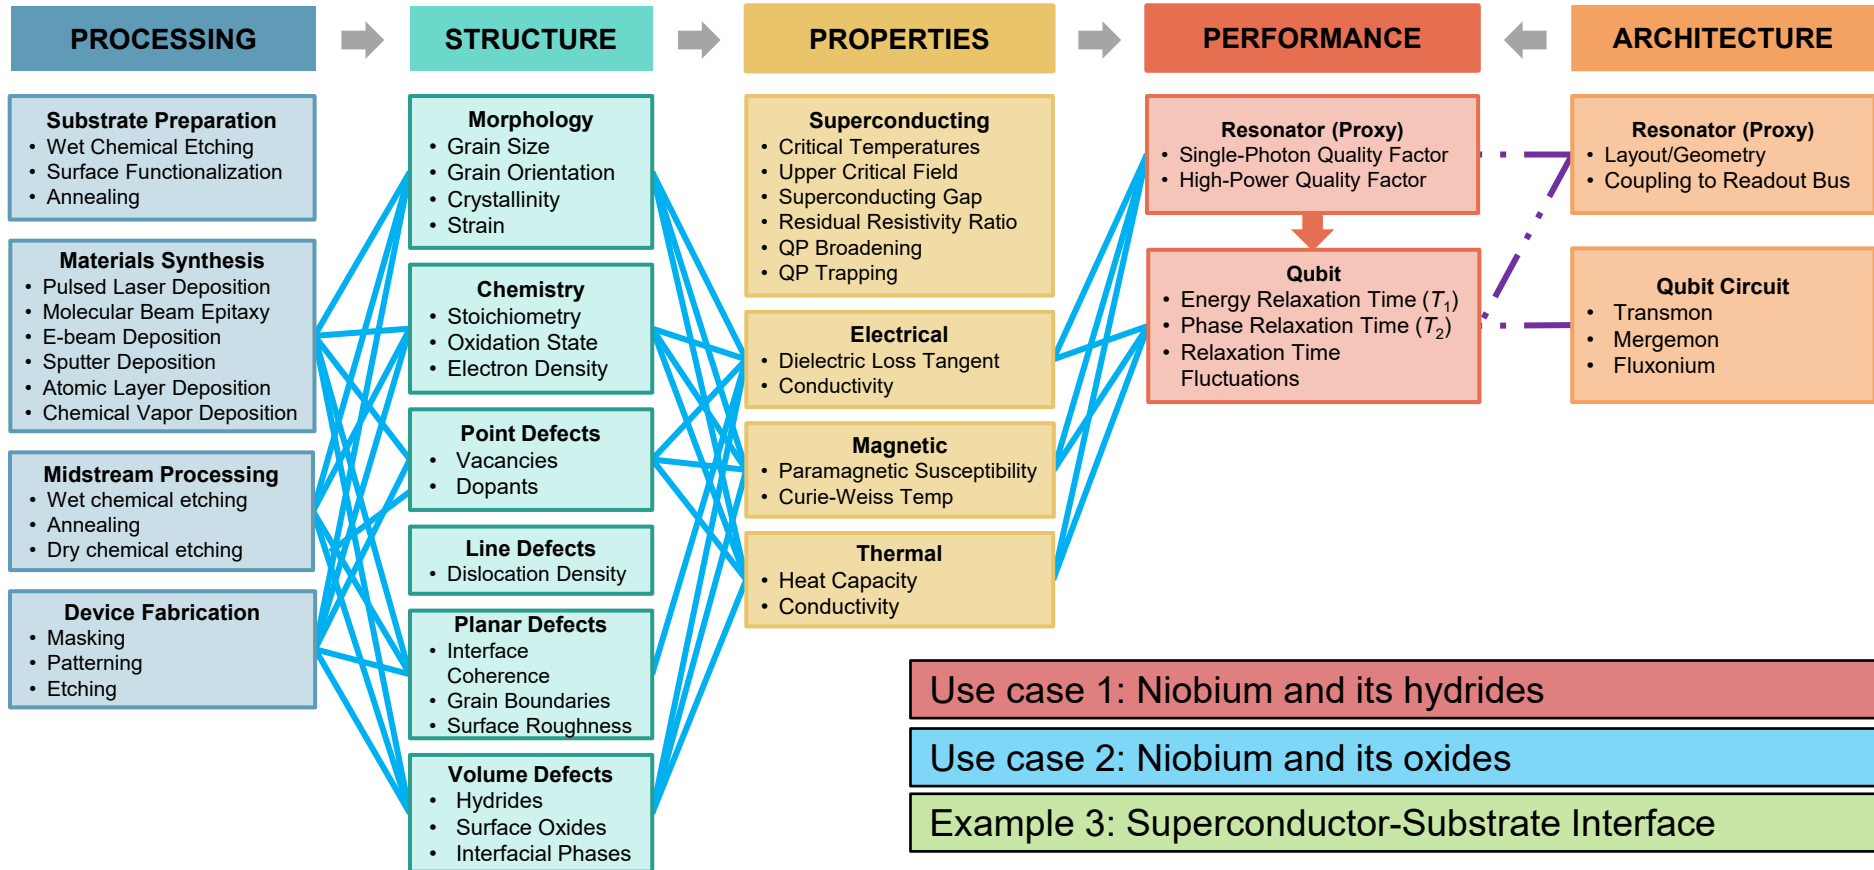 PROCESSING
STRUCTURE
PROPERTIES
PERFORMANCE
ARCHITECTURE
Substrate Preparation
• Wet Chemical Etching
• Surface Functionalization
• Annealing
Materials Synthesis
• Pulsed Laser Deposition
• Molecular Beam Epitaxy
• E-beam Deposition
• Sputter Deposition
• Atomic Layer Deposition
• Chemical Vapor Deposition
Midstream Processing
• Wet chemical etching
• Annealing
• Dry chemical etching
Device Fabrication
• Masking
• Patterning
• Etching
Morphology
• Grain Size
• Grain Orientation
• Crystallinity
• Strain
Chemistry
• Stoichiometry
• Oxidation State
• Electron Density
Point Defects
• Vacancies
• Dopants
Line Defects
• Dislocation Density
Planar Defects
• Interface
Coherence
• Grain Boundaries
• Surface Roughness
Volume Defects
• Hydrides
• Surface Oxides
• Interfacial Phases
Superconducting
• Critical Temperatures
• Upper Critical Field
• Superconducting Gap
• Residual Resistivity Ratio
• QP Broadening
• QP Trapping
Electrical
• Dielectric Loss Tangent
• Conductivity
Magnetic
• Paramagnetic Susceptibility
• Curie-Weiss Temp
Thermal
• Heat Capacity
• Conductivity
Resonator (Proxy)
• Single-Photon Quality Factor
• High-Power Quality Factor
Qubit
• Energy Relaxation Time (T1)
• Phase Relaxation Time (T2)
• Relaxation Time
Fluctuations
Resonator (Proxy)
• Layout/Geometry
• Coupling to Readout Bus
Qubit Circuit
• Transmon
• Mergemon
• Fluxonium
Use case 1: Niobium and its hydrides
Use case 2: Niobium and its oxides
Example 3: Superconductor-Substrate Interface